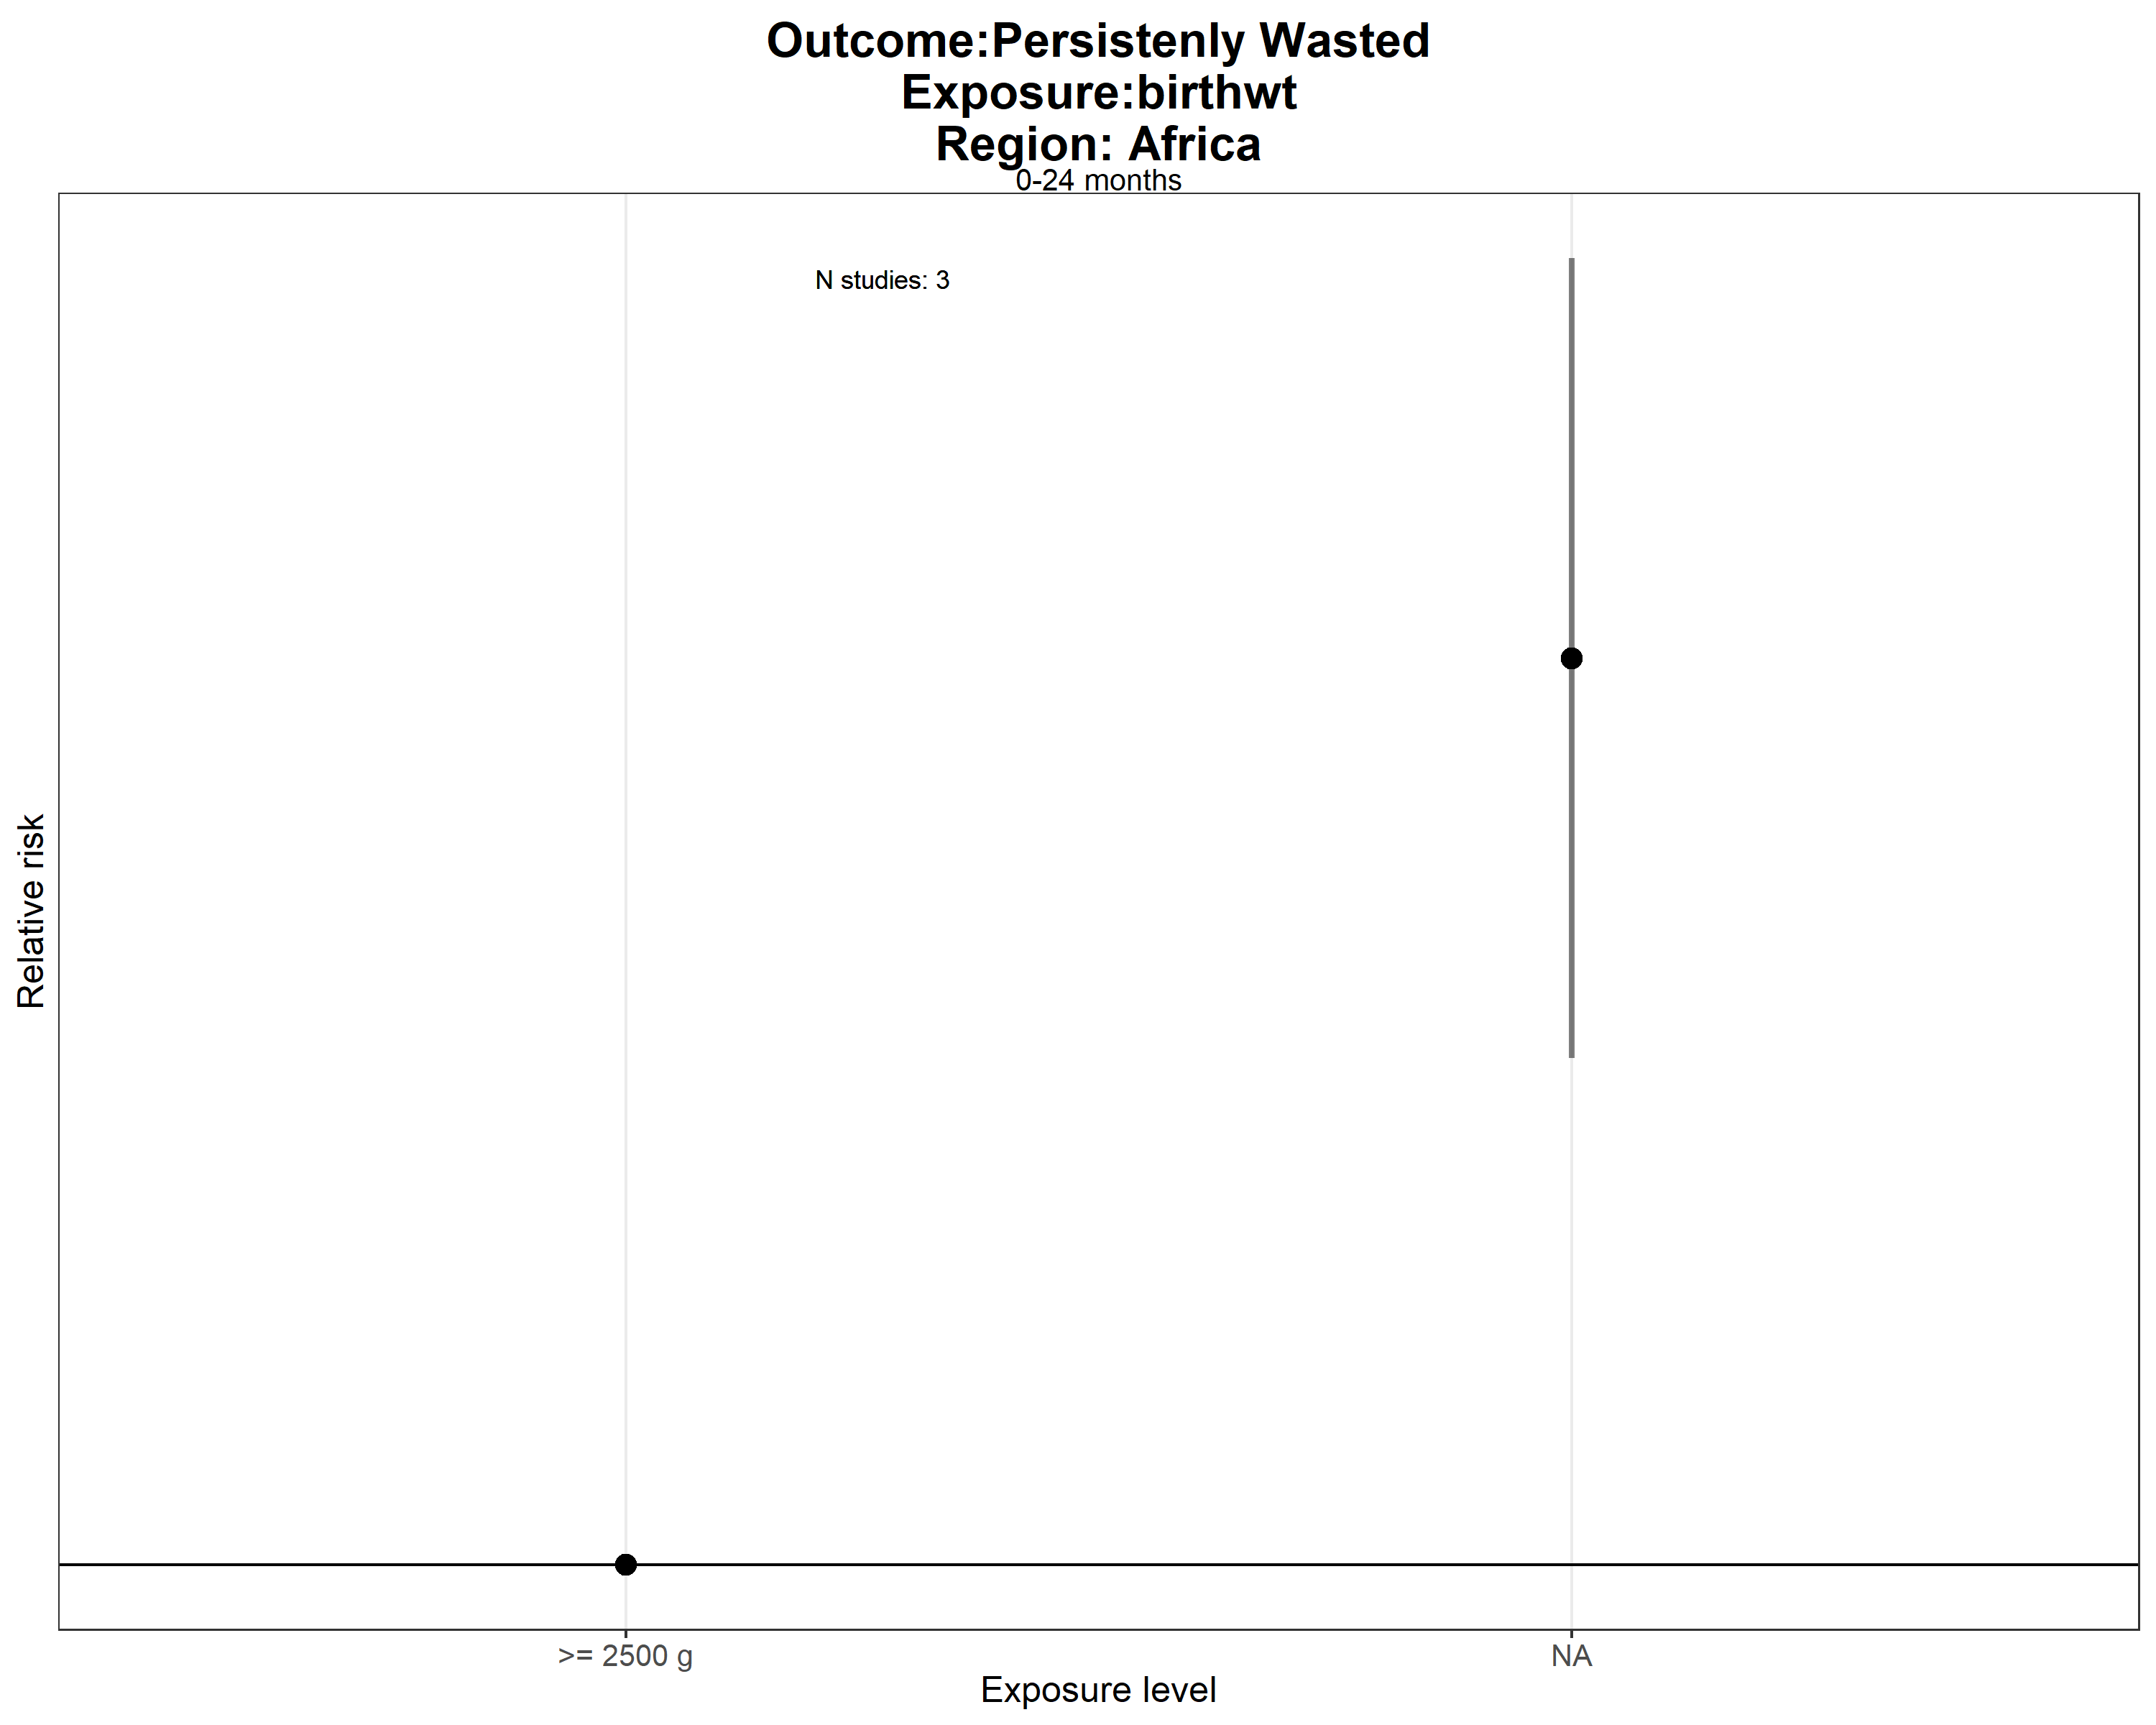 Outcome:Persistenly Wasted
Exposure:birthwt
Region: Africa
0-24 months
N studies: 3
Relative risk
>= 2500 g
NA
Exposure level